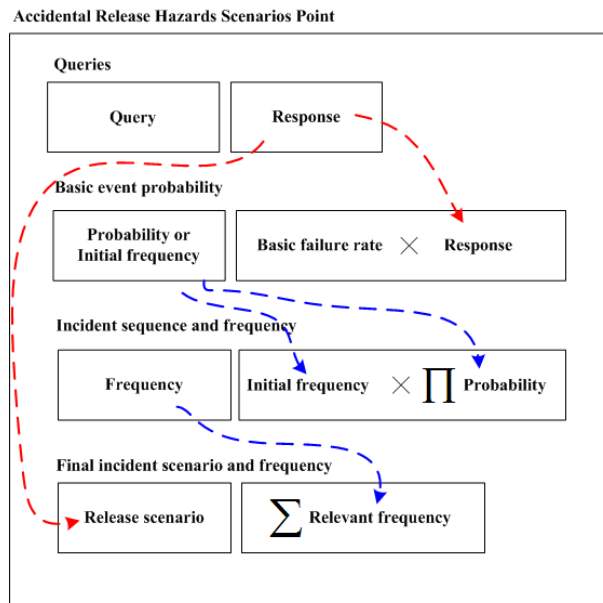 Accidental Release Hazards Scenarios Point
Queries
Query
Response
Basic event probability
Probability or
Initial frequency
Basic failure rate × Response
Incident sequence and frequency
Frequency
Initial frequency × ∏ Probability
Final incident scenario and frequency
Release scenario
∑ Relevant frequency